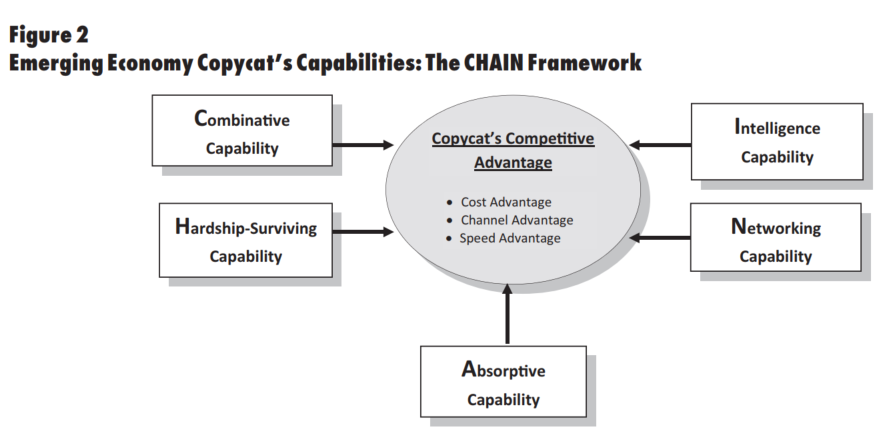 Figure 2
Emerging Economy Copycat's Capabilities: The CHAIN Framework
Combinative
Capability
Hardship-Surviving
Capability
Copycat's Competitive
Advantage
• Cost Advantage
• Channel Advantage
• Speed Advantage
Intelligence
Capability
Networking
Capability
Absorptive
Capability